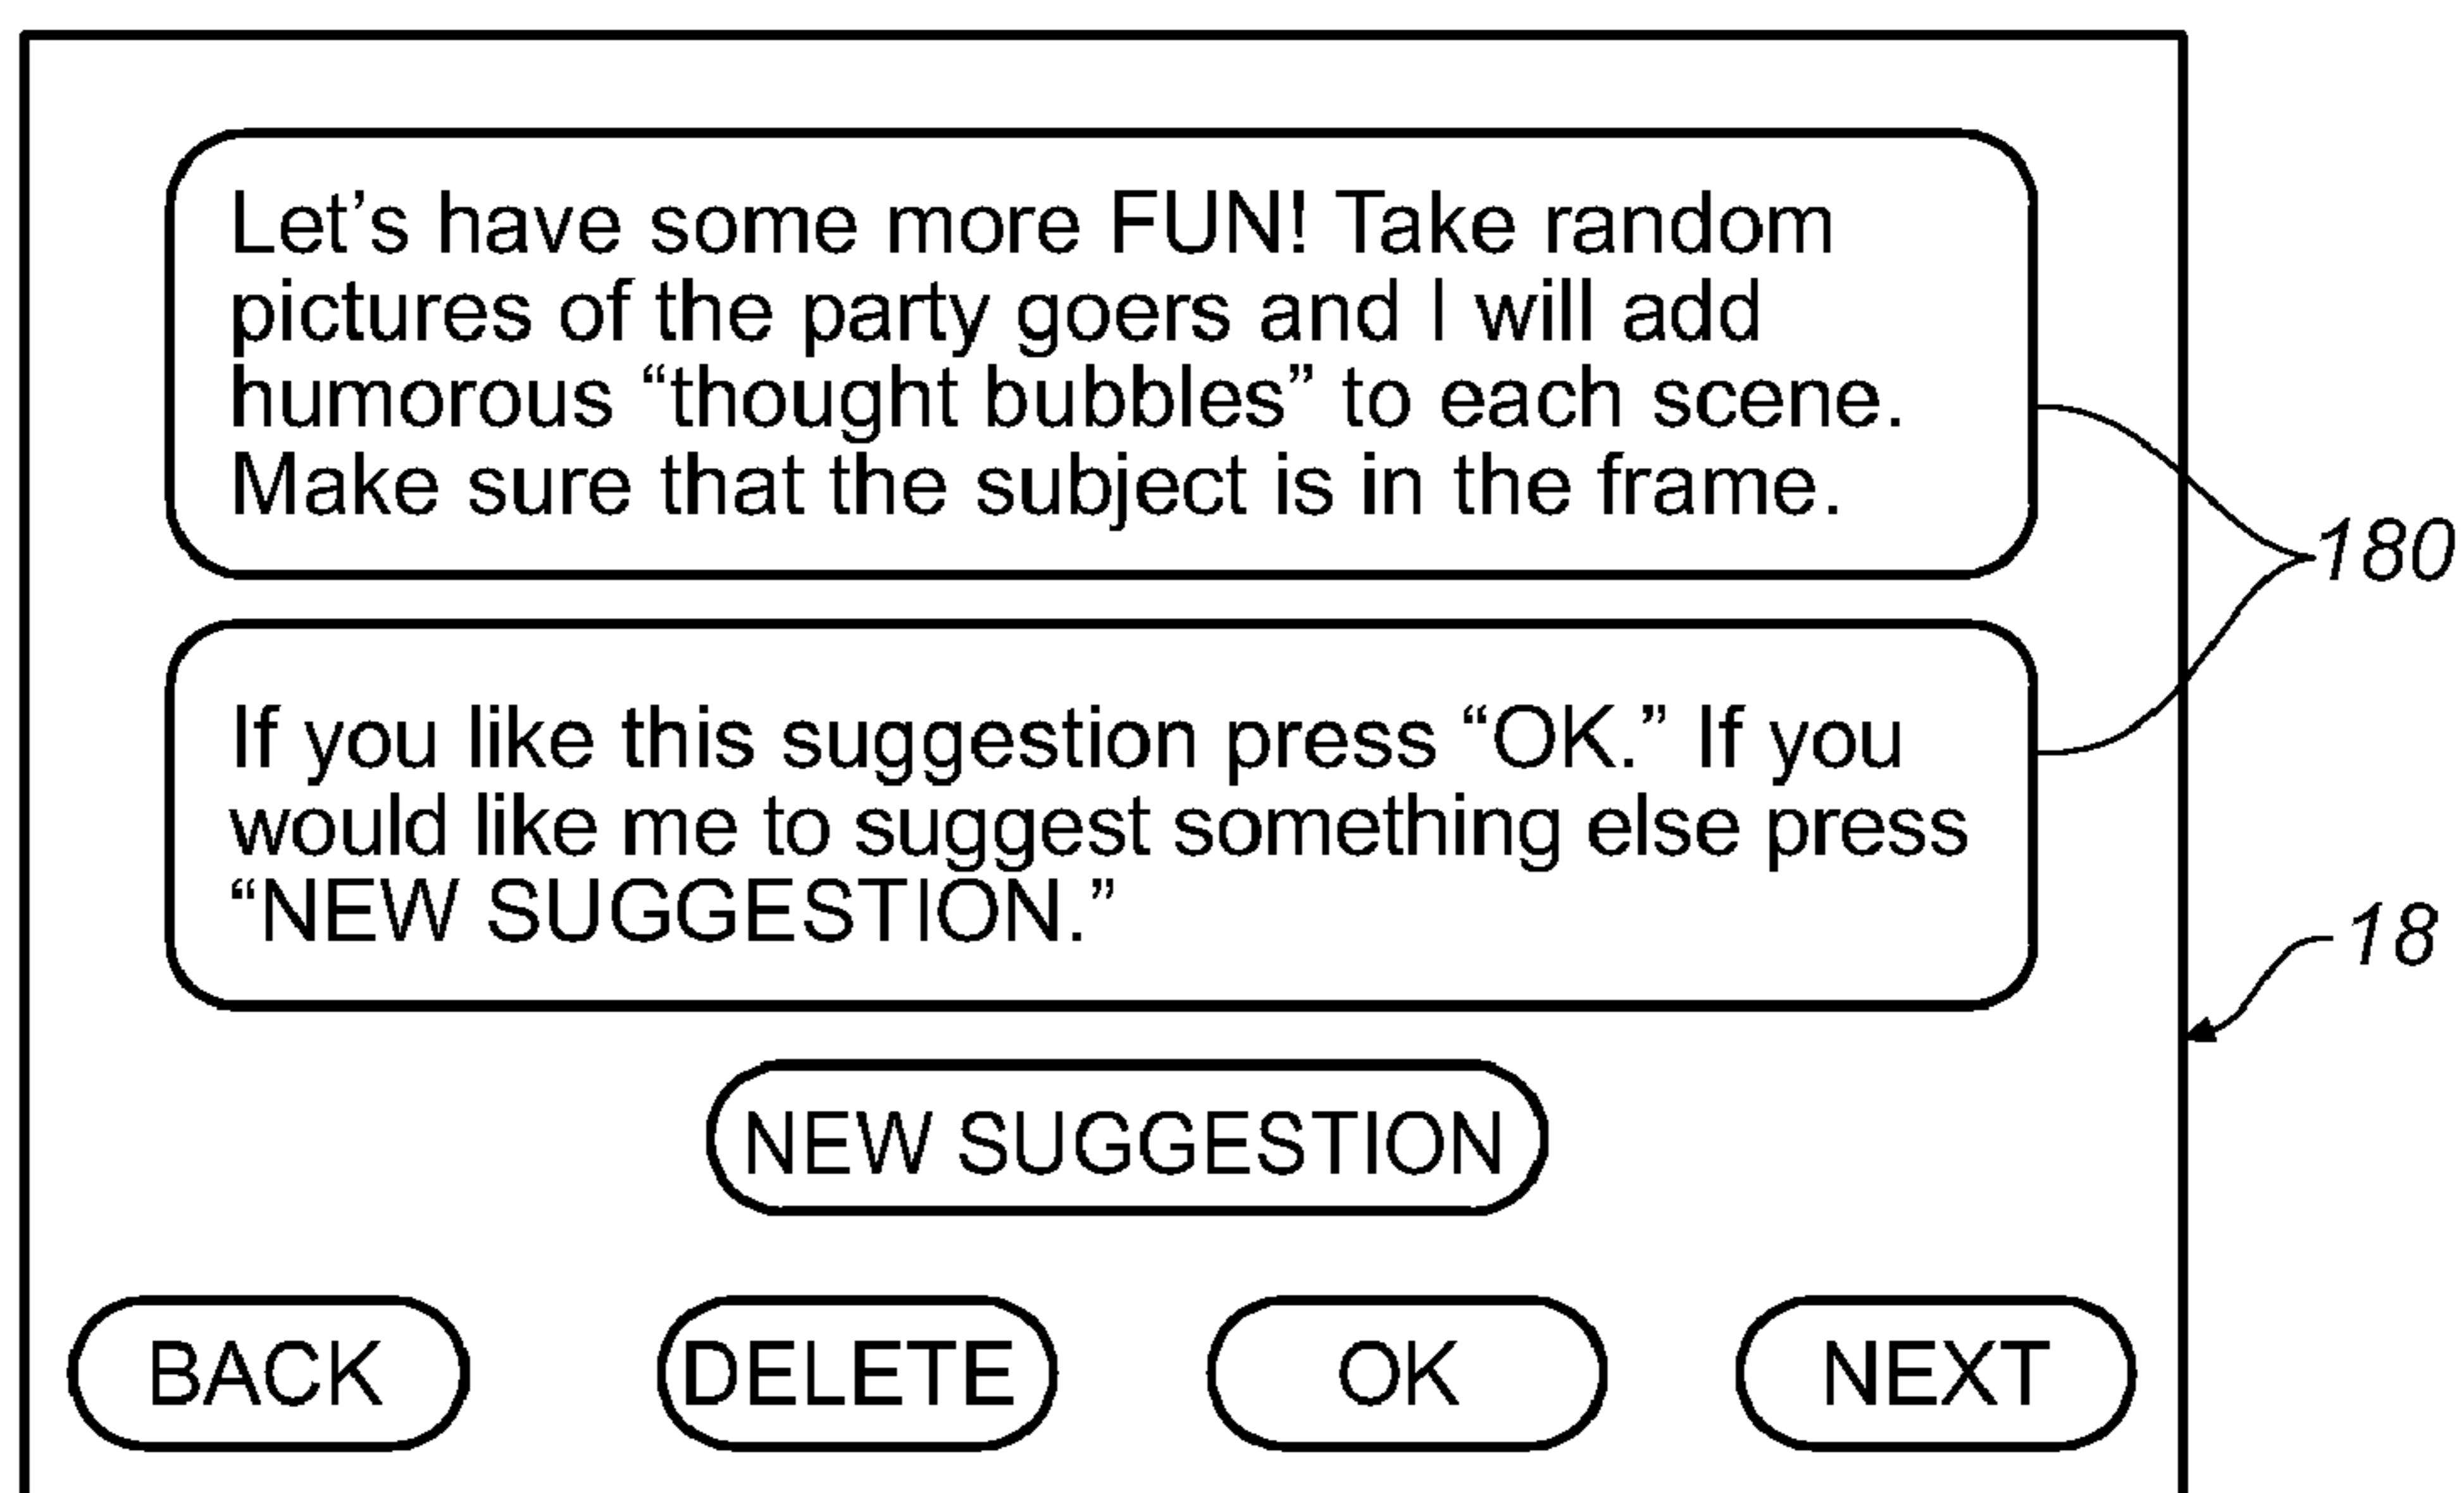 Let’s have some more FUN! Take random
pictures of the party goers and I will add
humorous “thought bubbles” to each scene.
Make sure that the subject is in the frame.
180
If you like this suggestion press “OK.” If you
would like me to suggest something else press
“NEW SUGGESTION.”
18
NEW SUGGESTION
BACK DELETE OK NEXT